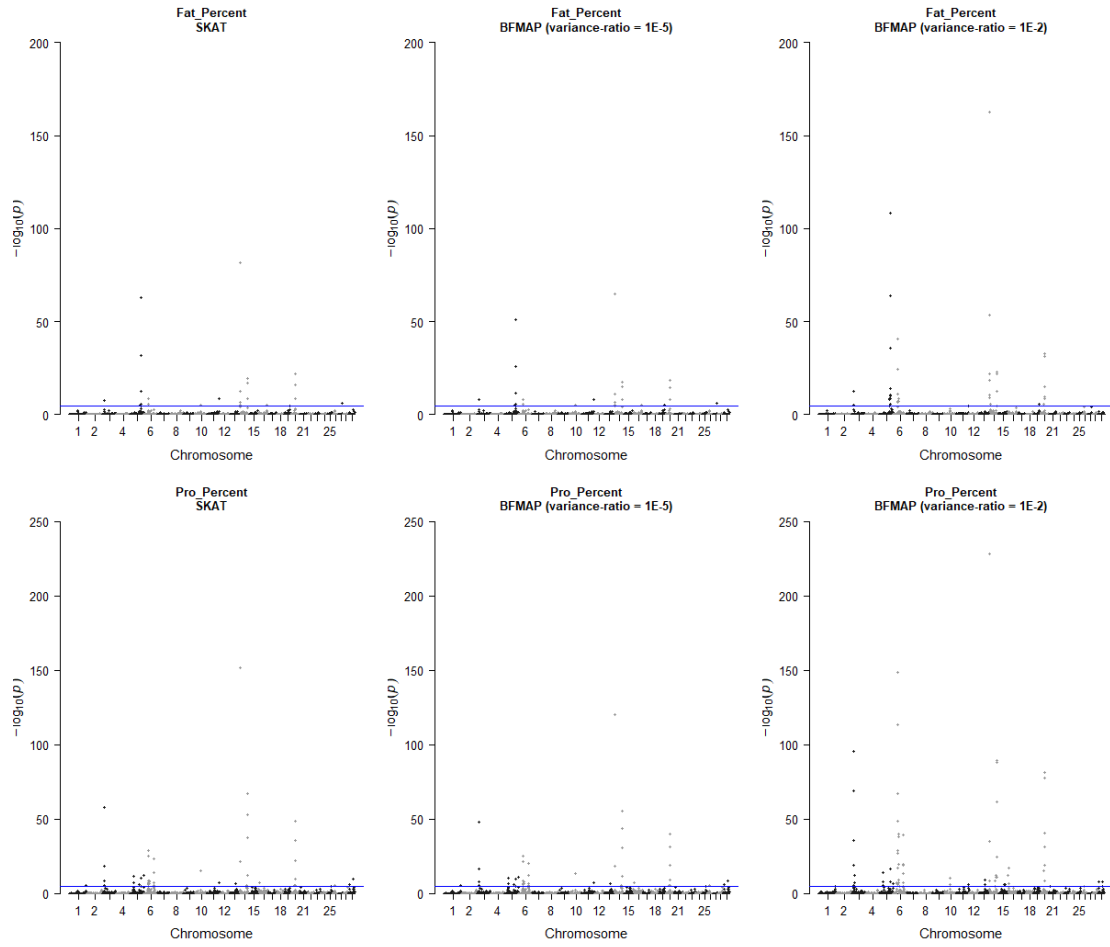 Fat_Percent
SKAT
200
150
100
50
0
−log10(p)
1 2 4 6 8 10 12 15 18 21 25
Chromosome
Fat_Percent
BFMAP (variance-ratio = 1E-5)
200
150
100
50
0
−log10(p)
1 2 4 6 8 10 12 15 18 21 25
Chromosome
Fat_Percent
BFMAP (variance-ratio = 1E-2)
200
150
100
50
0
−log10(p)
1 2 4 6 8 10 12 15 18 21 25
Chromosome
Pro_Percent
SKAT
250
200
150
100
50
0
−log10(p)
1 2 4 6 8 10 12 15 18 21 25
Chromosome
Pro_Percent
BFMAP (variance-ratio = 1E-5)
250
200
150
100
50
0
−log10(p)
1 2 4 6 8 10 12 15 18 21 25
Chromosome
Pro_Percent
BFMAP (variance-ratio = 1E-2)
250
200
150
100
50
0
−log10(p)
1 2 4 6 8 10 12 15 18 21 25
Chromosome